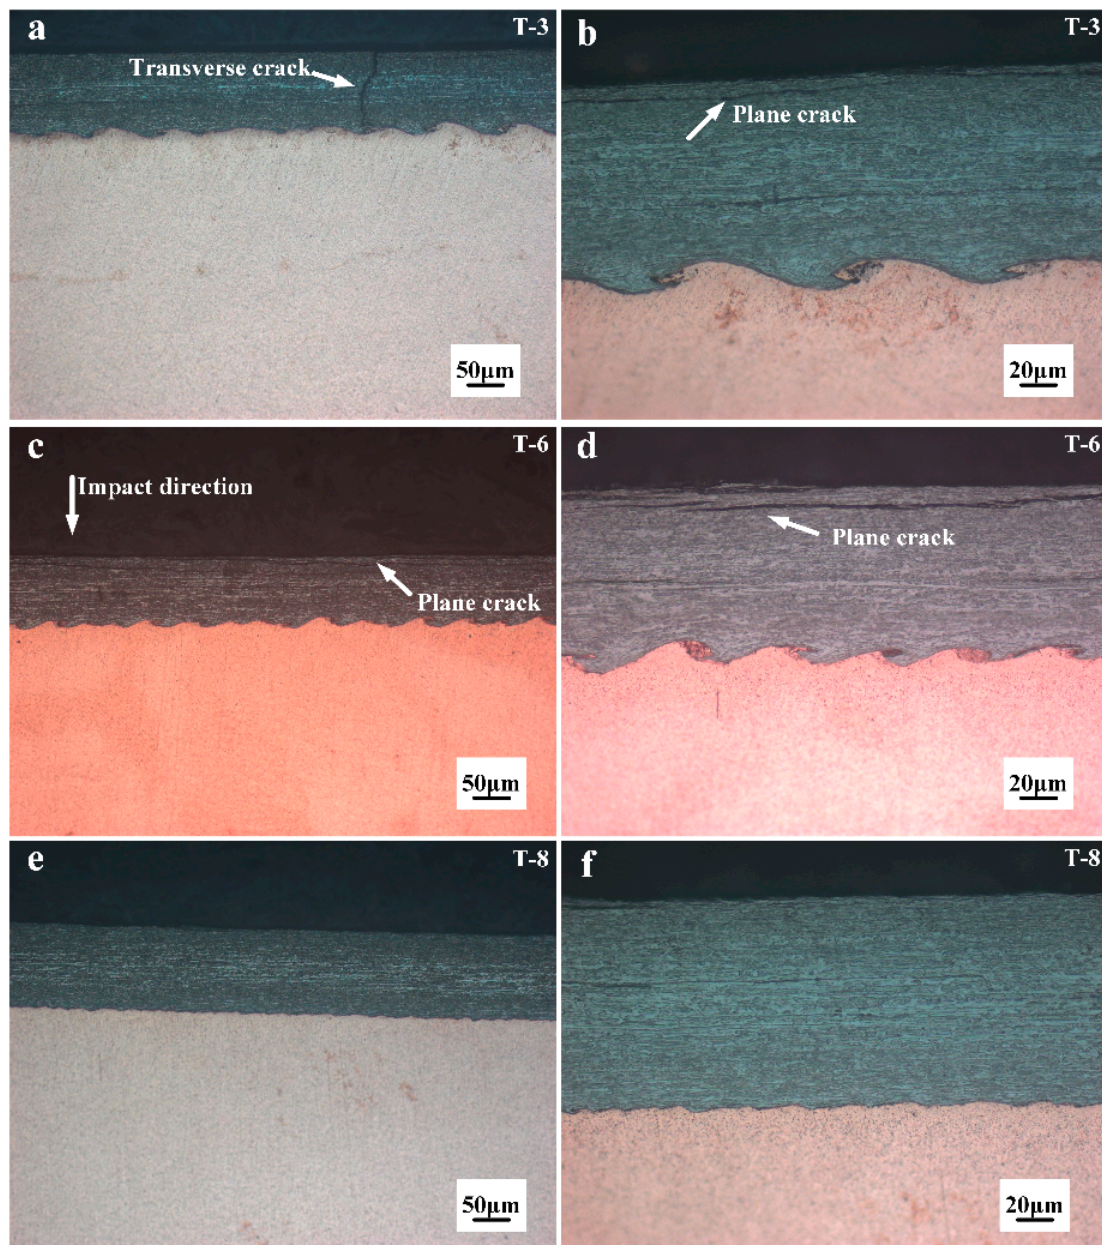 a
T-3
Transverse crack
50μm
b
T-3
Plane crack
20μm
c
T-6
Impact direction
Plane crack
50μm
d
T-6
Plane crack
20μm
e
T-8
50μm
f
T-8
20μm